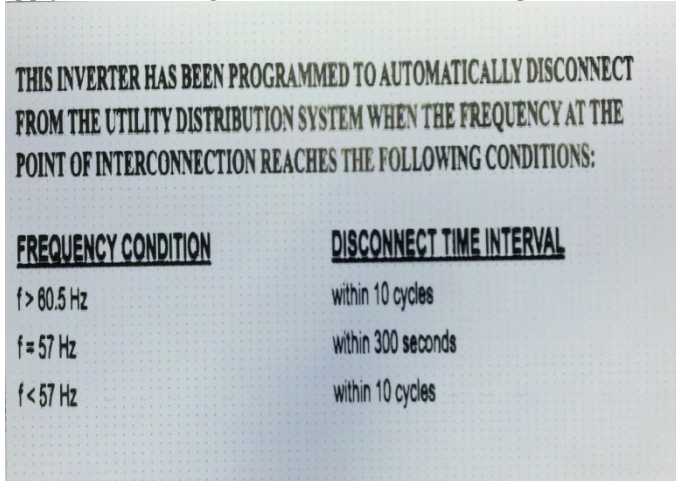 THIS INVERTER HAS BEEN PROGRAMMED TO AUTOMATICALLY DISCONNECT
FROM THE UTILITY DISTRIBUTION SYSTEM WHEN THE FREQUENCY AT THE
POINT OF INTERCONNECTION REACHES THE FOLLOWING CONDITIONS:
FREQUENCY CONDITION DISCONNECT TIME INTERVAL
f > 60.5 Hz within 10 cycles
f = 57 Hz within 300 seconds
f < 57 Hz within 10 cycles